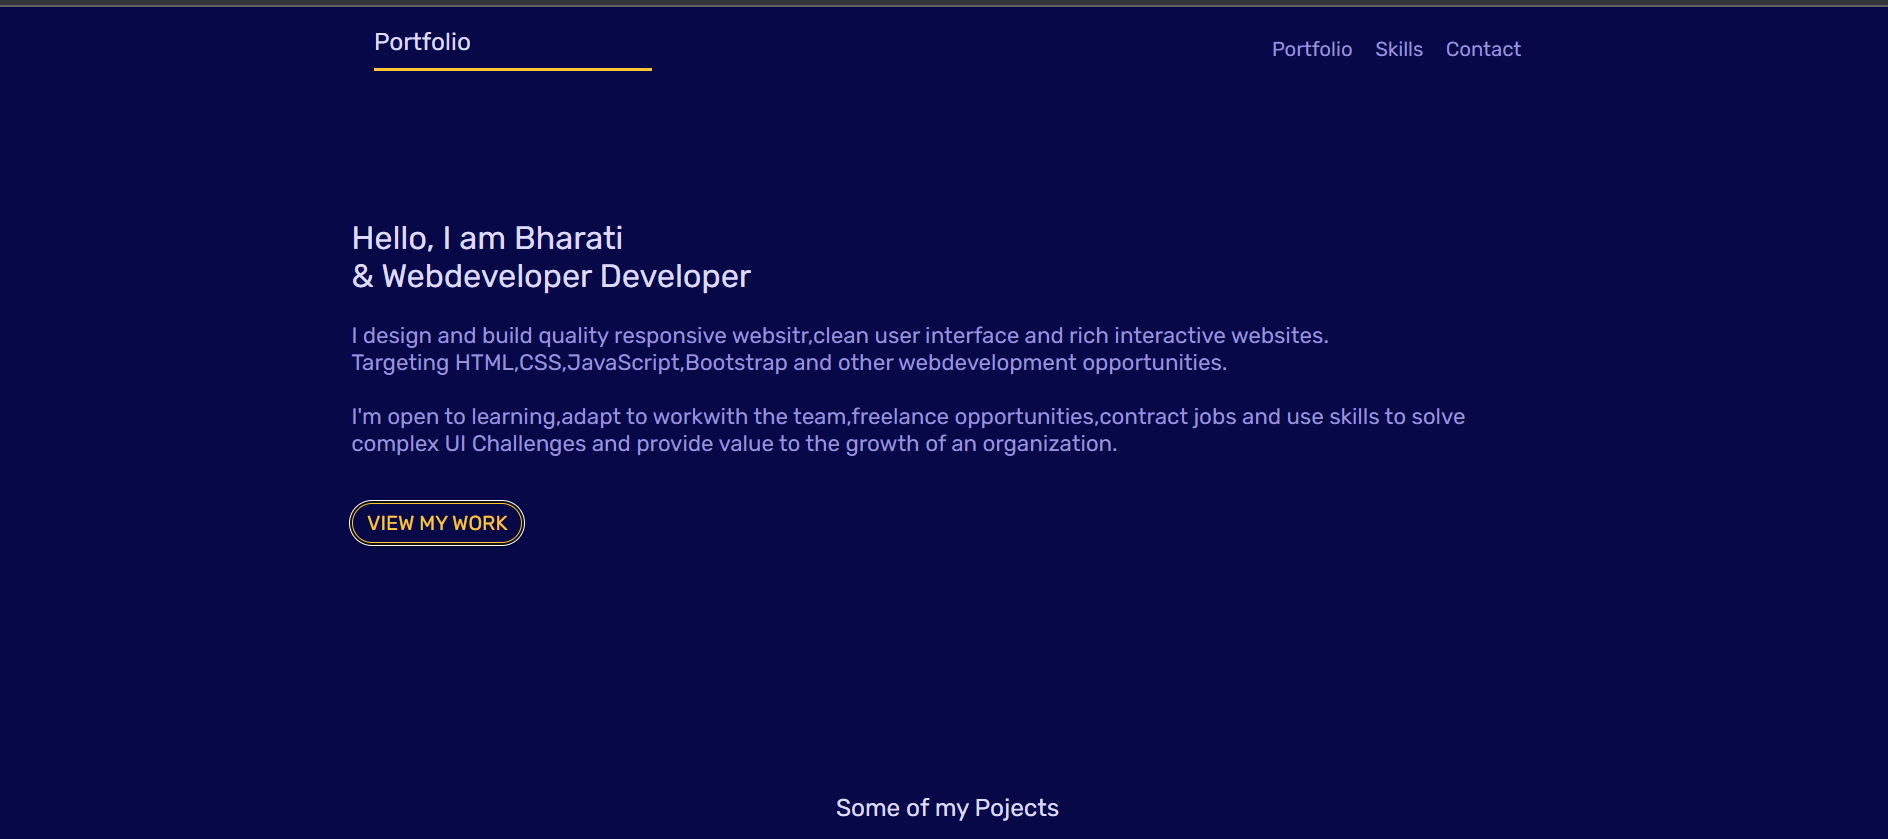 Portfolio
Portfolio Skills Contact
Hello, I am Bharati
& Webdeveloper Developer
I design and build quality responsive websitr,clean user interface and rich interactive websites.
Targeting HTML,CSS,JavaScript,Bootstrap and other webdevelopment opportunities.
I'm open to learning,adapt to workwith the team,freelance opportunities,contract jobs and use skills to solve
complex UI Challenges and provide value to the growth of an organization.
VIEW MY WORK
Some of my Pojects